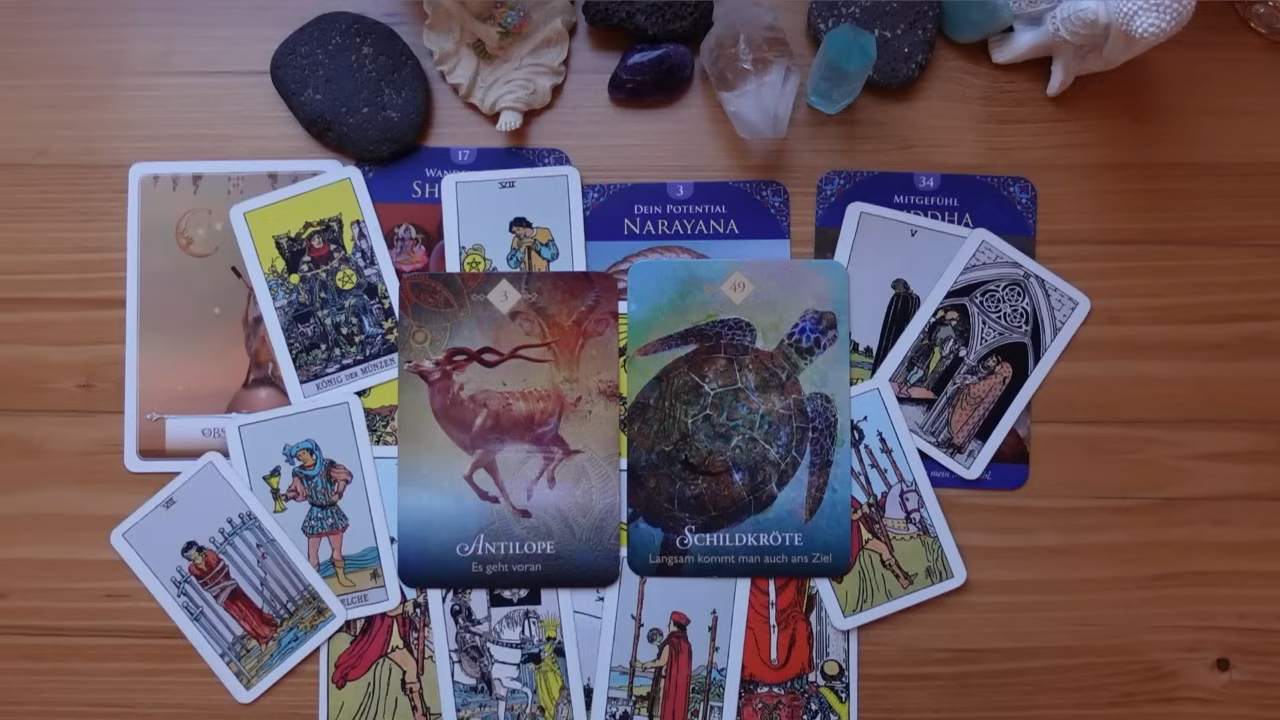 17
34
3
MITGEFÜHL
VII
DEIN POTENTIAL
NARAYANA
V
3
49
KÖNIG DER MÜNZEN
ANTILOPE
Es geht voran
SCHILDKRÖTE
Langsam kommt man auch ans Ziel